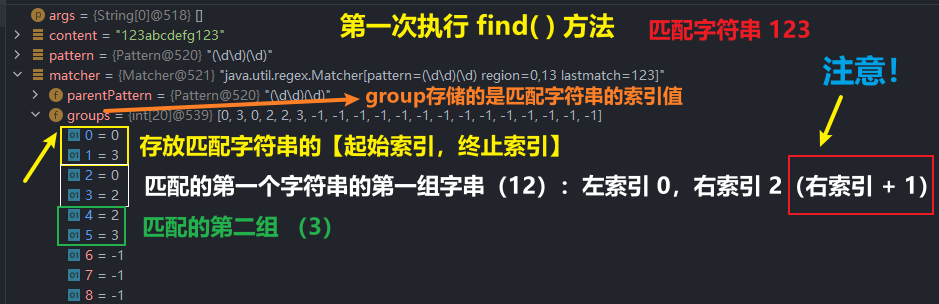 args = {String[0]@518} []
第一次执行 find( ) 方法 匹配字符串 123
content = "123abcdefg123"
pattern = {Pattern@520} "(\d\d)(\d)"
matcher = {Matcher@521} "java.util.regex.Matcher[pattern=(\d\d)(\d) region=0,13 lastmatch=123]"
注意！
parentPattern = {Pattern@520} "(\d\d)(\d)"
group存储的是匹配字符串的索引值
groups = {int[20]@539} [0, 3, 0, 2, 2, 3, -1, -1, -1, -1, -1, -1, -1, -1, -1, -1, -1, -1, -1, -1]
0 = 0
存放匹配字符串的【起始索引，终止索引】
1 = 3
2 = 0
匹配的第一个字符串的第一组字串（12）：左索引 0，右索引 2（右索引 + 1）
3 = 2
4 = 2
匹配的第二组 （3）
5 = 3
6 = -1
7 = -1
8 = -1